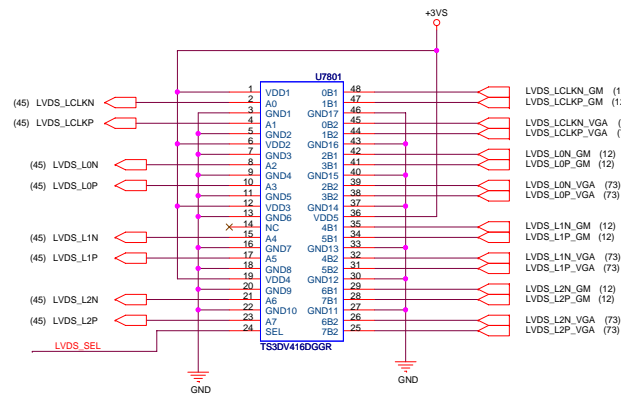 +3VS
U7801
1 VDD1 0B1 48 LVDS_LCLKN_GM
(45) LVDS_LCLKN 2 A0 1B1 47 LVDS_LCLKP_GM
3 GND1 GND17 46
(45) LVDS_LCLKP 4 A1 0B2 45 LVDS_LCLKN_VGA
5 GND2 1B2 44 LVDS_LCLKP_VGA
6 VDD2 GND16 43
7 GND3 2B1 42 LVDS_L0N_GM (12)
(45) LVDS_L0N 8 A2 3B1 41 LVDS_L0P_GM (12)
9 GND4 GND15 40
(45) LVDS_L0P 10 A3 2B2 39 LVDS_L0N_VGA (73)
11 GND5 3B2 38 LVDS_L0P_VGA (73)
12 VDD3 GND14 37
13 GND6 VDD5 36
14 NC 4B1 35 LVDS_L1N_GM (12)
(45) LVDS_L1N 15 A4 5B1 34 LVDS_L1P_GM (12)
16 GND7 GND13 33
(45) LVDS_L1P 17 A5 4B2 32 LVDS_L1N_VGA (73)
18 GND8 5B2 31 LVDS_L1P_VGA (73)
19 VDD4 GND12 30
20 GND9 6B1 29 LVDS_L2N_GM (12)
(45) LVDS_L2N 21 A6 7B1 28 LVDS_L2P_GM (12)
22 GND10 GND11 27
(45) LVDS_L2P 23 A7 6B2 26 LVDS_L2N_VGA (73)
24 SEL 7B2 25 LVDS_L2P_VGA (73)
LVDS_SEL
TS3DV416DGGR
GND
GND